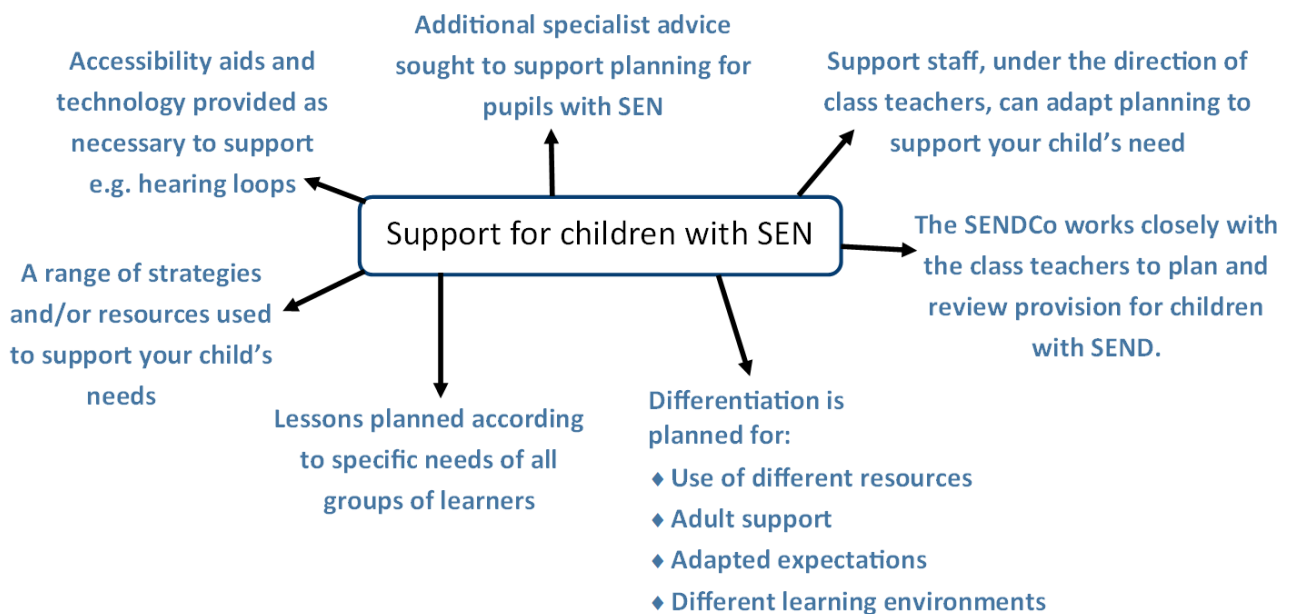 Additional specialist advice
sought to support planning for
pupils with SEN
Accessibility aids and
technology provided as
necessary to support
e.g. hearing loops
Support staff, under the direction of
class teachers, can adapt planning to
support your child’s need
Support for children with SEN
The SENDCo works closely with
the class teachers to plan and
review provision for children
with SEND.
A range of strategies
and/or resources used
to support your child’s
needs
Lessons planned according
to specific needs of all
groups of learners
Differentiation is
planned for:
♦ Use of different resources
♦ Adult support
♦ Adapted expectations
♦ Different learning environments